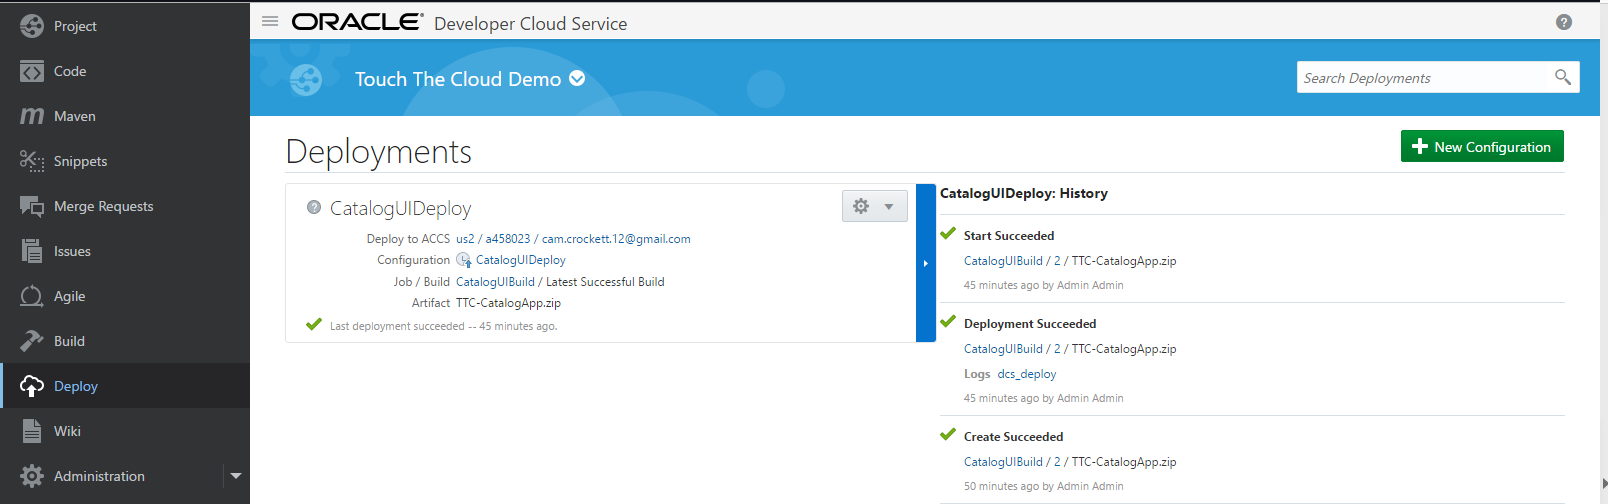 Project
Code
Maven
Snippets
Merge Requests
Issues
Agile
Build
Deploy
Wiki
Administration
ORACLE® Developer Cloud Service
Touch The Cloud Demo
Search Deployments
Deployments
New Configuration
CatalogUIDeploy
Deploy to ACCS us2 / a458023 / cam.crockett.12@gmail.com
Configuration CatalogUIDeploy
Job / Build CatalogUIBuild / Latest Successful Build
Artifact TTC-CatalogApp.zip
Last deployment succeeded -- 45 minutes ago.
CatalogUIDeploy: History
Start Succeeded
CatalogUIBuild / 2 / TTC-CatalogApp.zip
45 minutes ago by Admin Admin
Deployment Succeeded
CatalogUIBuild / 2 / TTC-CatalogApp.zip
Logs dcs_deploy
45 minutes ago by Admin Admin
Create Succeeded
CatalogUIBuild / 2 / TTC-CatalogApp.zip
50 minutes ago by Admin Admin